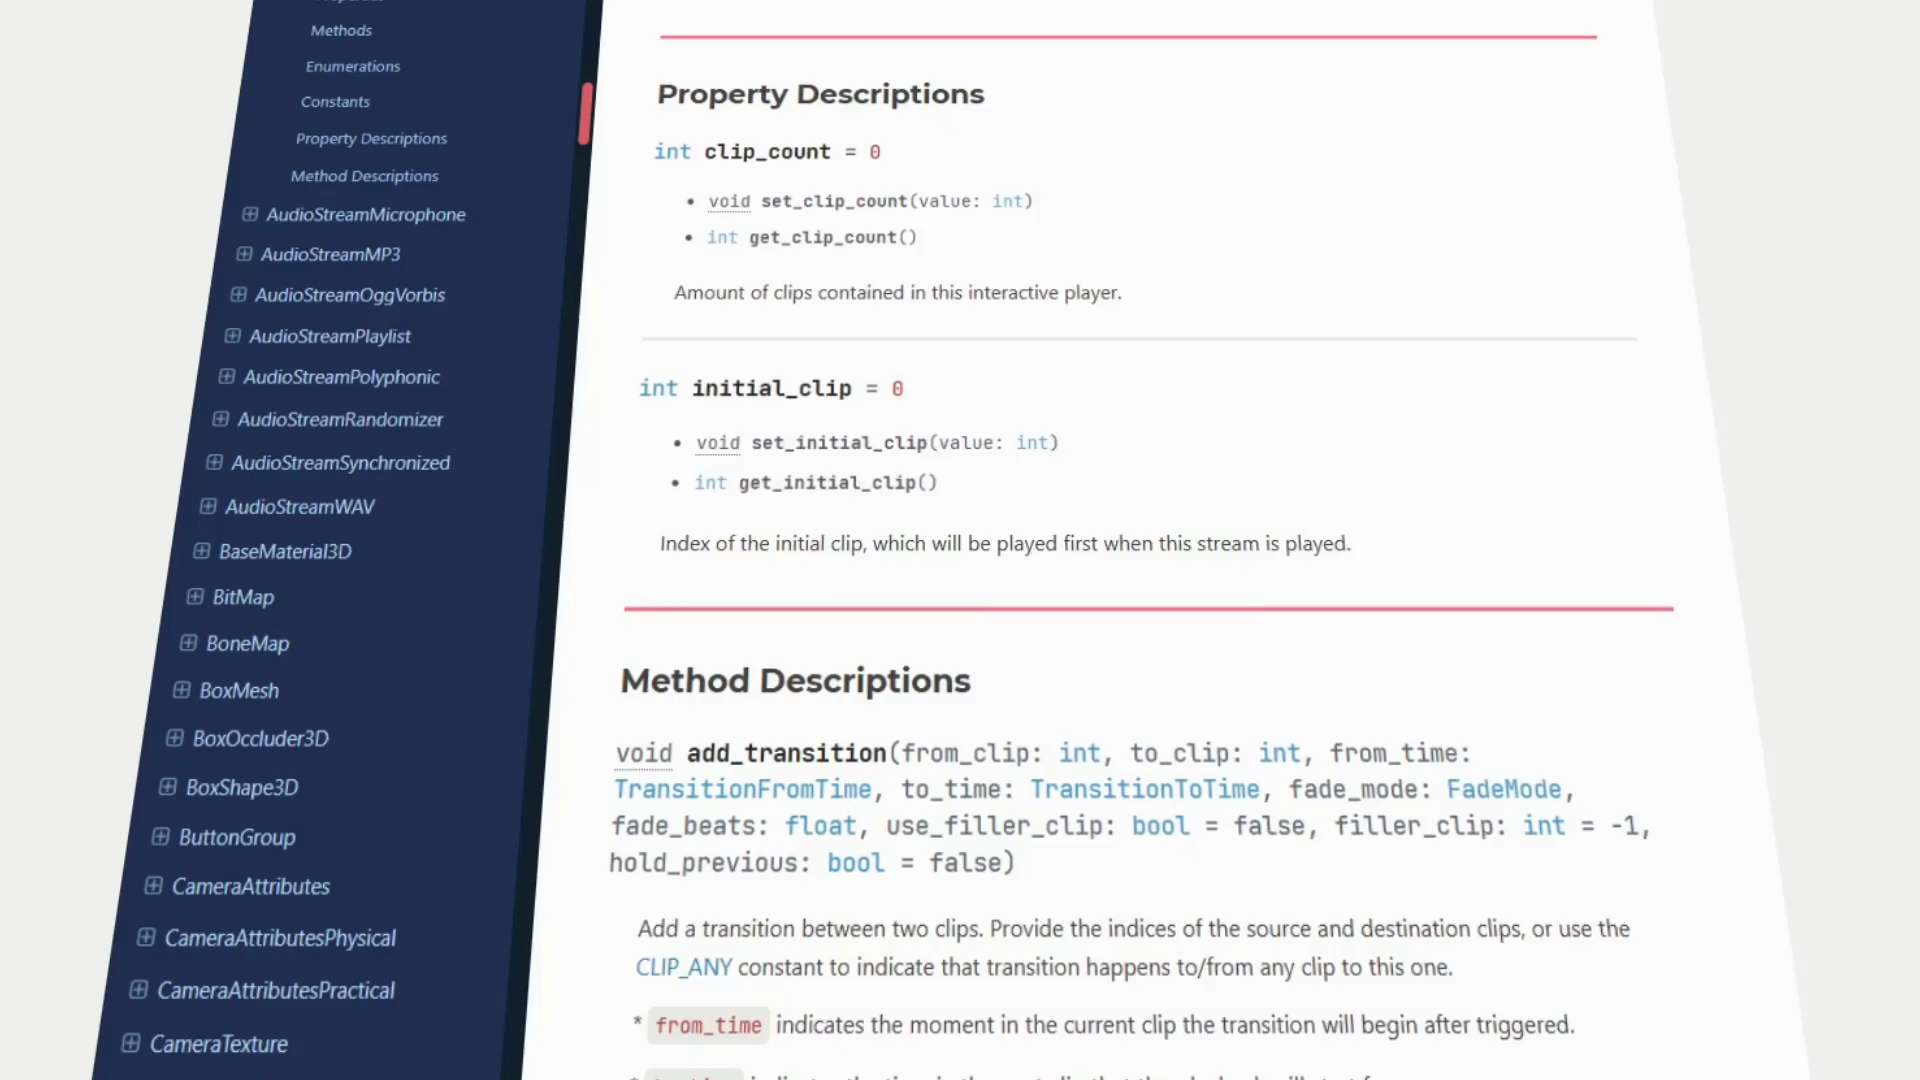 Properties
Methods
Enumerations
Constants
Property Descriptions
Method Descriptions
AudioStreamMicrophone
AudioStreamMP3
AudioStreamOggVorbis
AudioStreamPlaylist
AudioStreamPolyphonic
AudioStreamRandomizer
AudioStreamSynchronized
AudioStreamWAV
BaseMaterial3D
BitMap
BoneMap
BoxMesh
BoxOccluder3D
BoxShape3D
ButtonGroup
CameraAttributes
CameraAttributesPhysical
CameraAttributesPractical
CameraTexture
Property Descriptions
int clip_count = 0
• void set_clip_count(value: int)
• int get_clip_count()
Amount of clips contained in this interactive player.
int initial_clip = 0
• void set_initial_clip(value: int)
• int get_initial_clip()
Index of the initial clip, which will be played first when this stream is played.
Method Descriptions
void add_transition(from_clip: int, to_clip: int, from_time:
TransitionFromTime, to_time: TransitionToTime, fade_mode: FadeMode,
fade_beats: float, use_filler_clip: bool = false, filler_clip: int = -1,
hold_previous: bool = false)
Add a transition between two clips. Provide the indices of the source and destination clips, or use the
CLIP_ANY constant to indicate that transition happens to/from any clip to this one.
* from_time indicates the moment in the current clip the transition will begin after triggered.